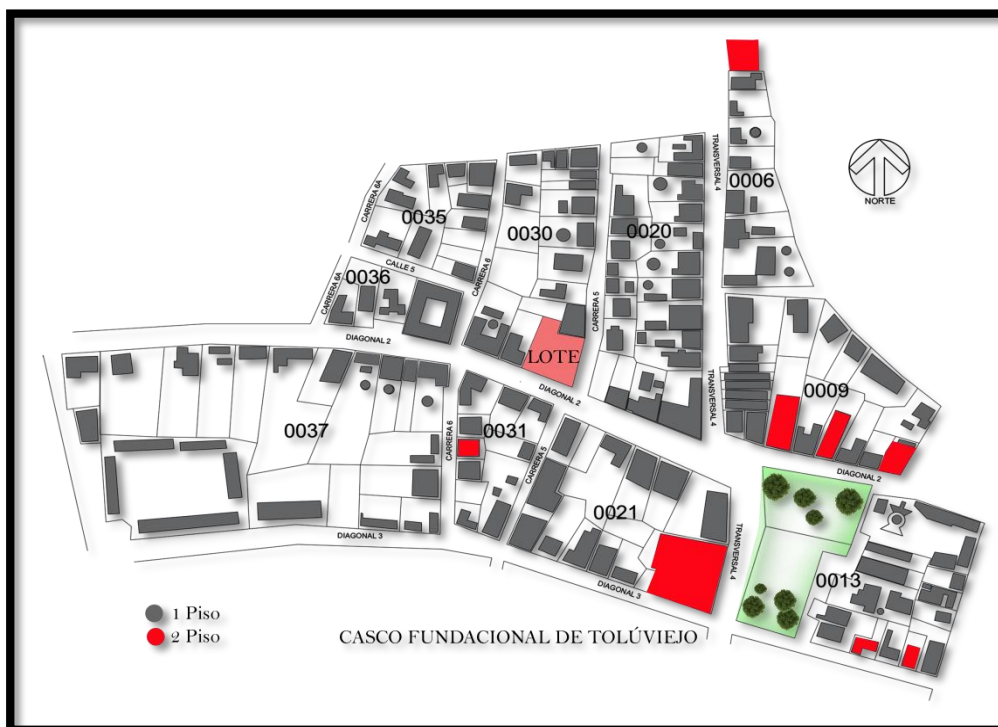 TRANSVERSAL 4
0006
NORTE
CARRERA 6A
0035
0030
0020
CALLE 5
CARRERA 6
CARRERA 5
0036
CARRERA 6A
DIAGONAL 2
LOTE
DIAGONAL 2
TRANSVERSAL 4
0009
0037
CARRERA 6
0031
CARRERA 5
DIAGONAL 2
0021
TRANSVERSAL 4
DIAGONAL 3
0013
DIAGONAL 3
1 Piso
2 Piso
CASCO FUNDACIONAL DE TOLÚVIEJO